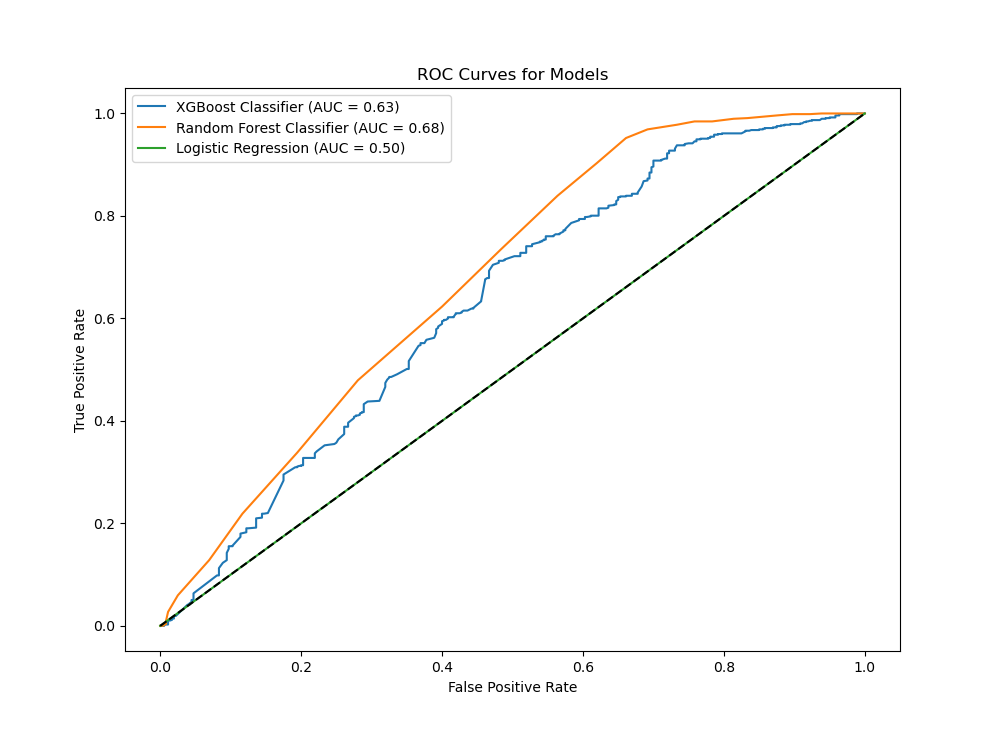 ROC Curves for Models
XGBoost Classifier (AUC = 0.63)
Random Forest Classifier (AUC = 0.68)
Logistic Regression (AUC = 0.50)
True Positive Rate
1.0
0.8
0.6
0.4
0.2
0.0
0.0 0.2 0.4 0.6 0.8 1.0
False Positive Rate